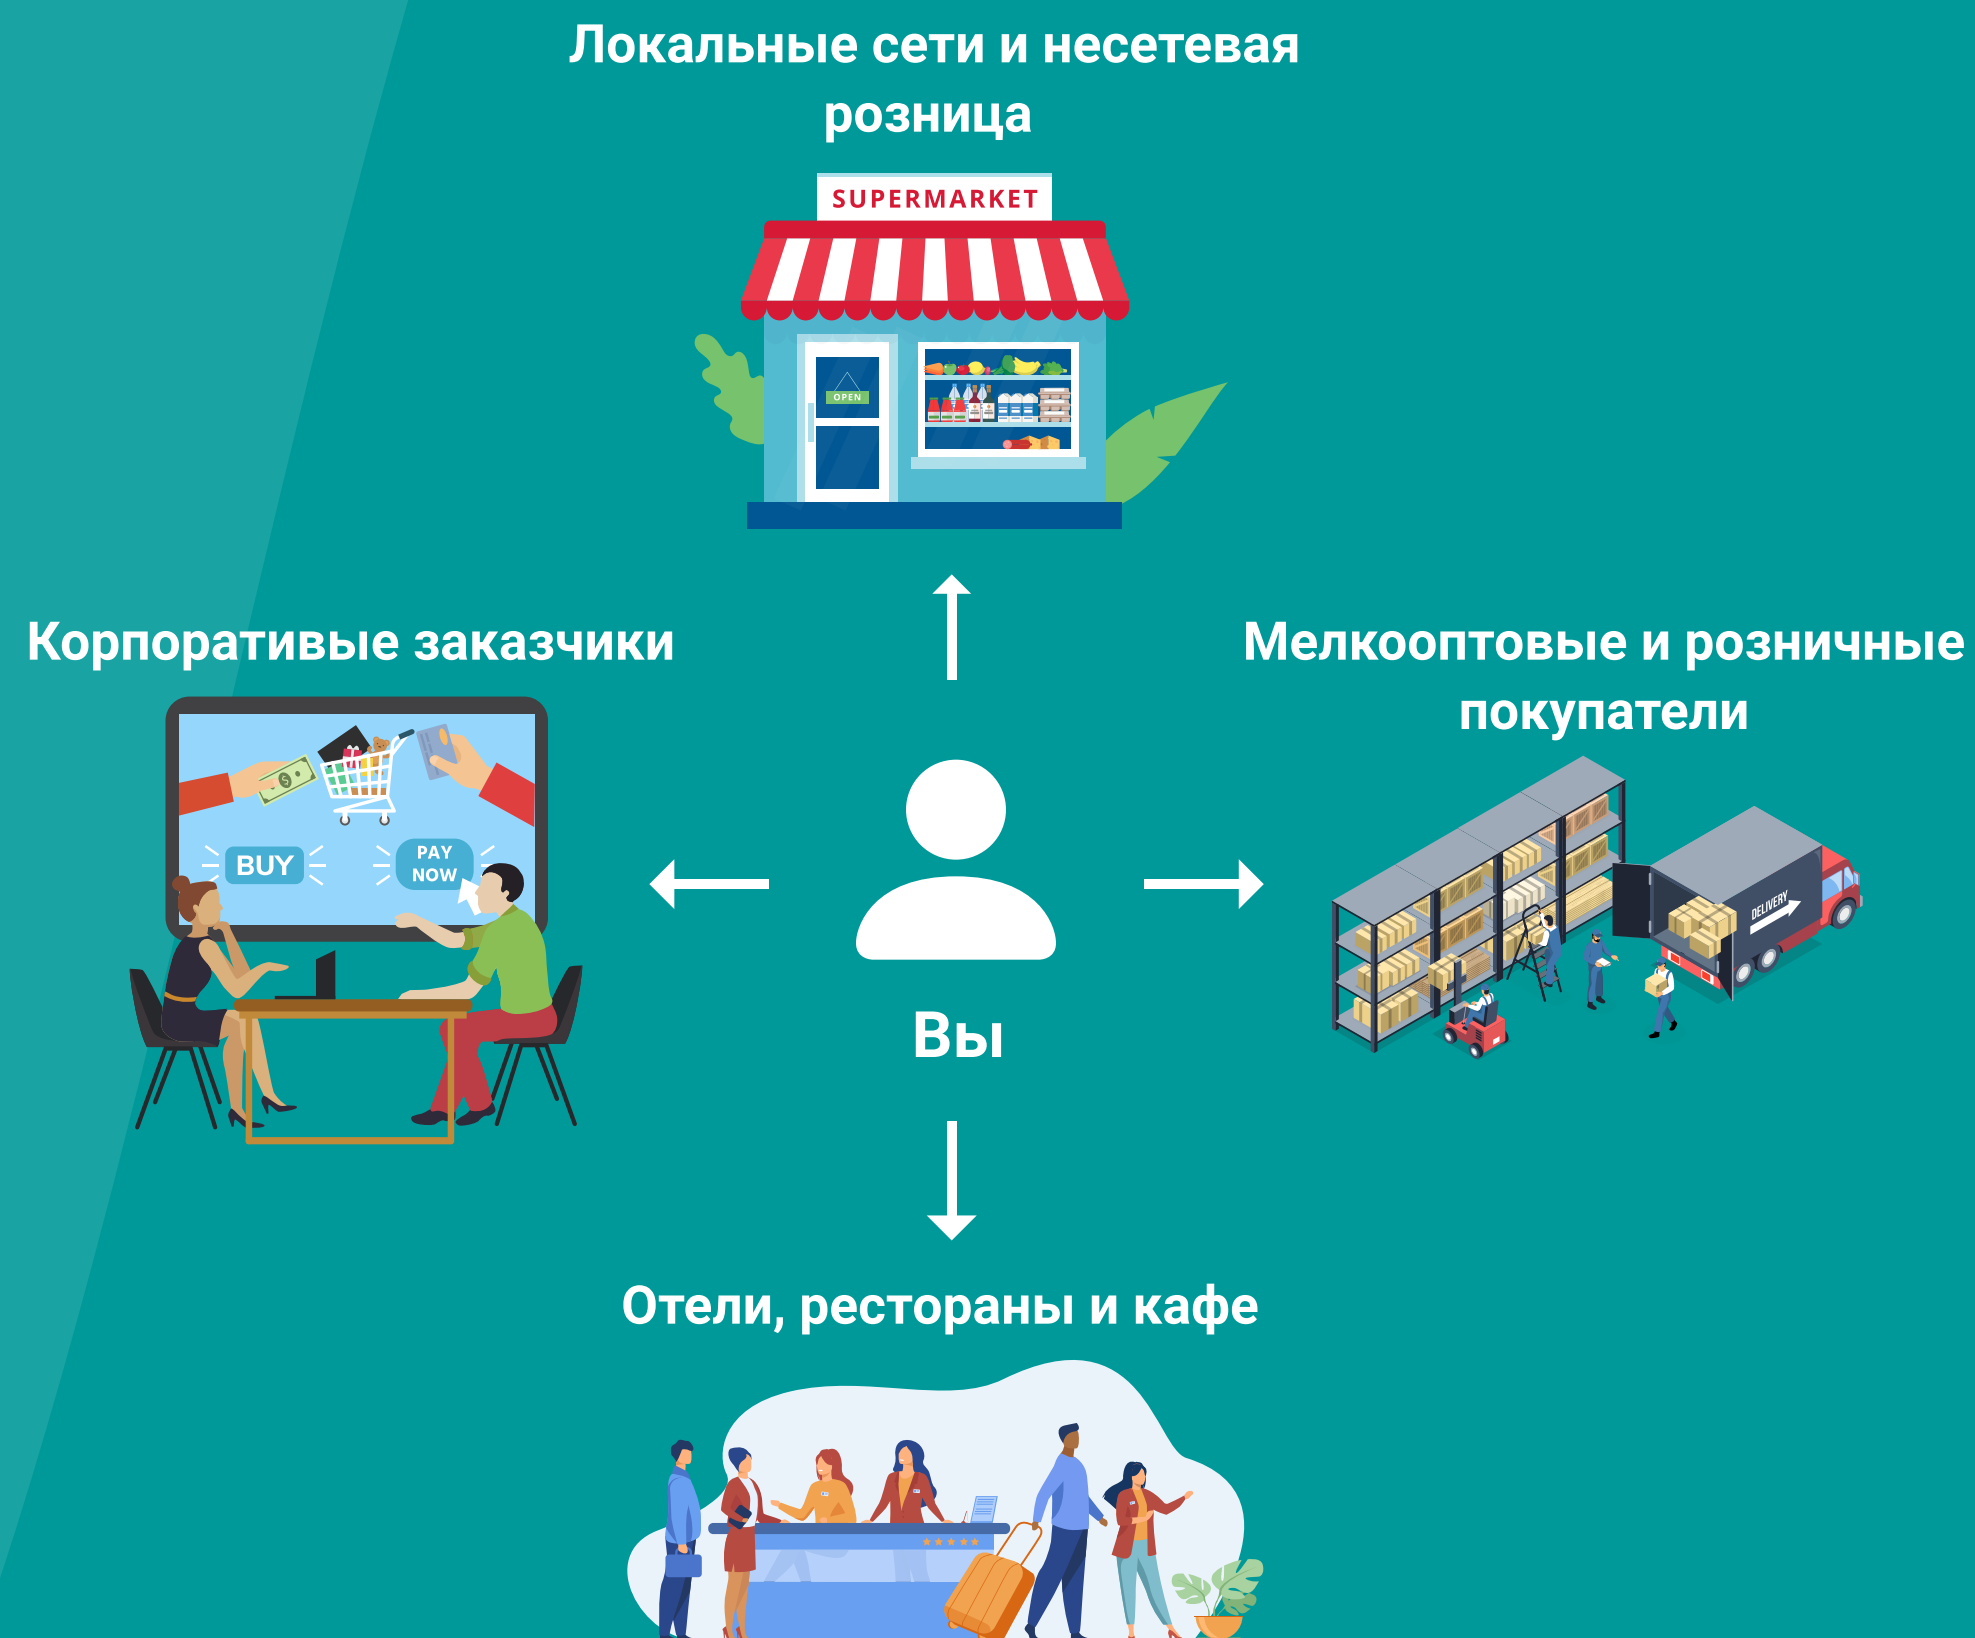 Локальные сети и несетевая
розница
SUPERMARKET
OPEN
Корпоративые заказчики
BUY
PAY
NOW
Мелкооптовые и розничные
покупатели
DELIVERY
Вы
Отели, рестораны и кафе